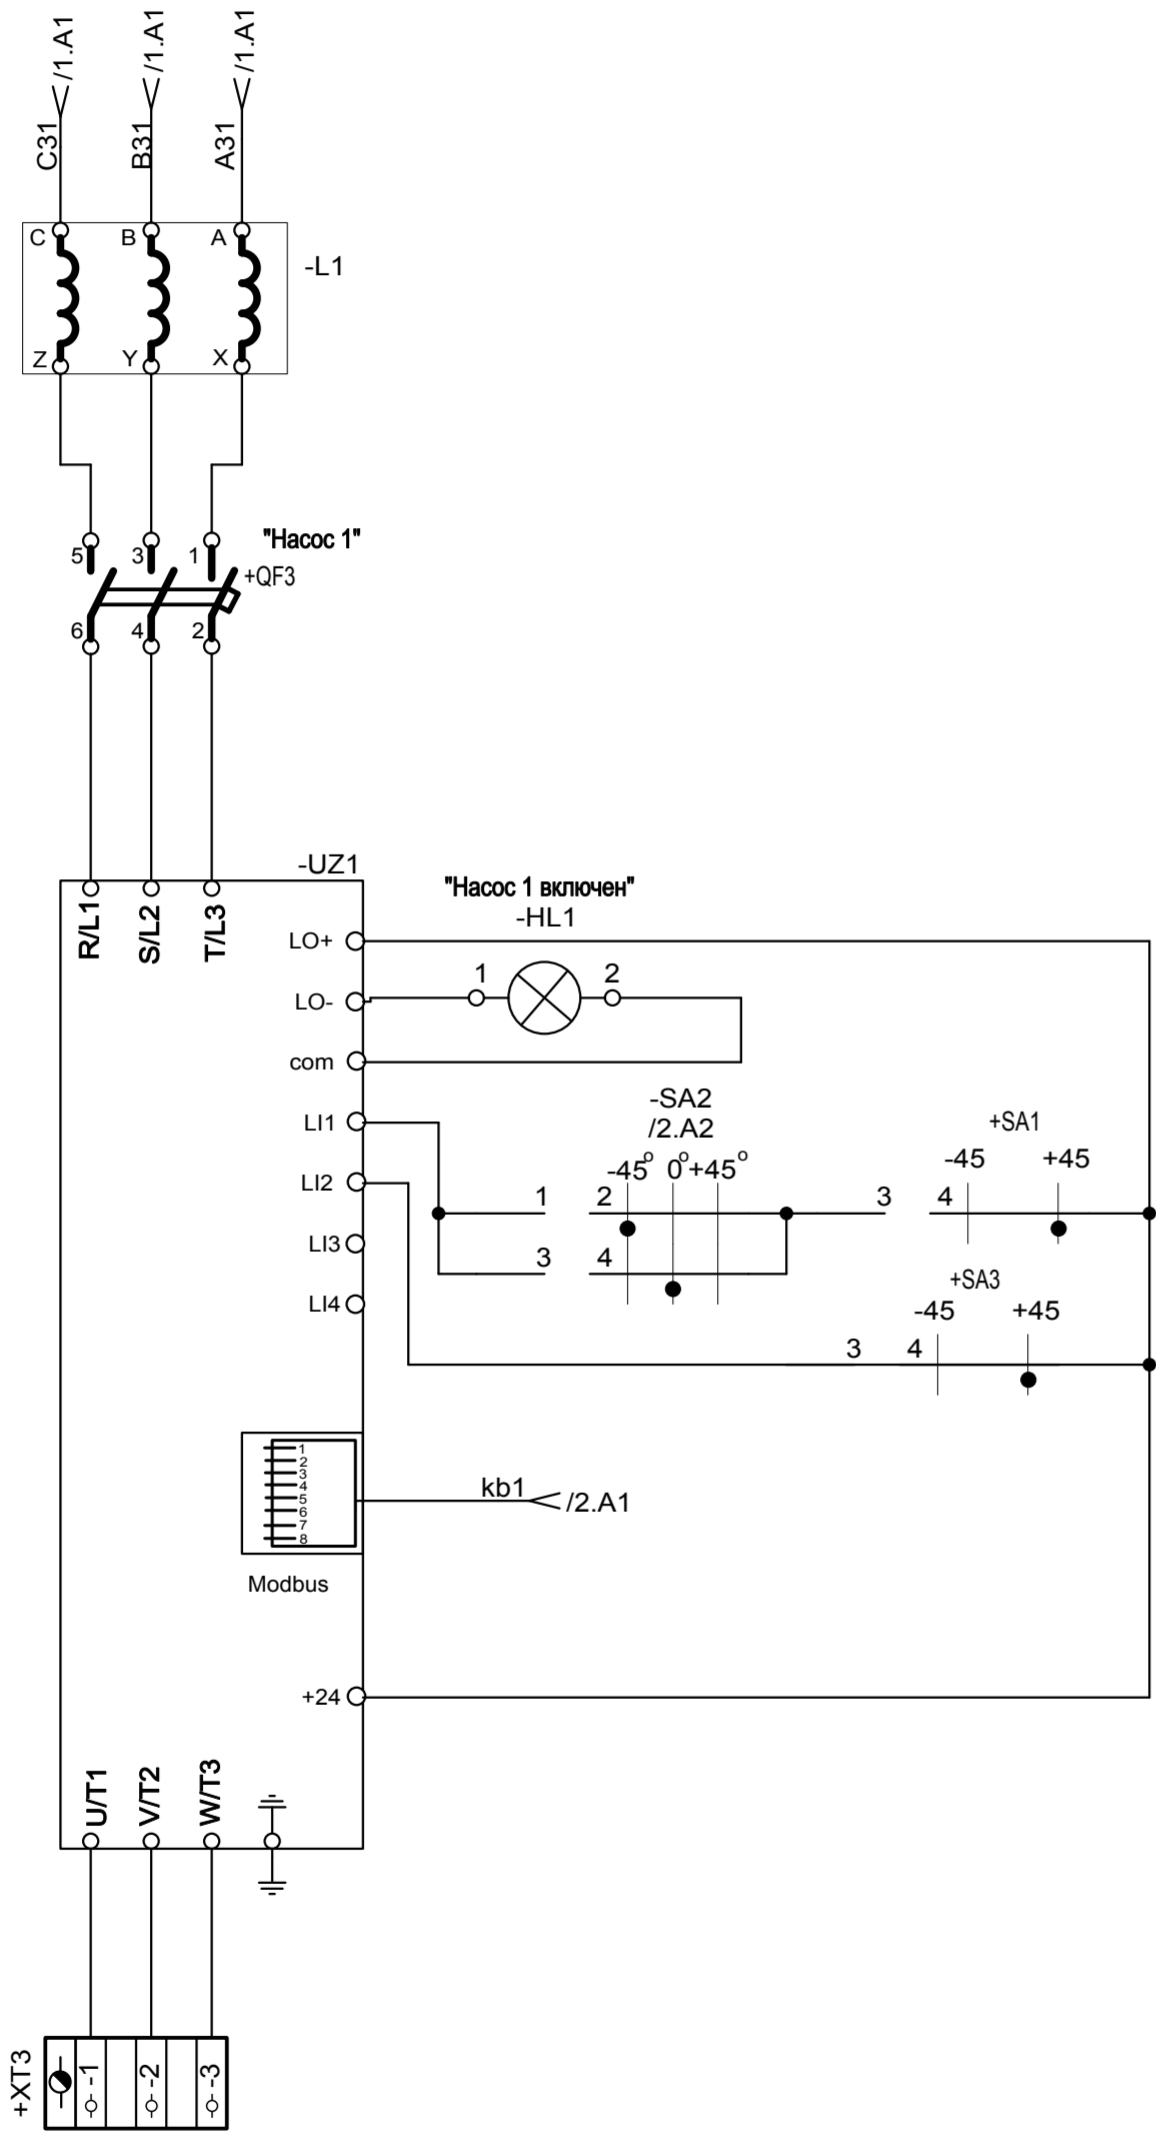 /1.A1 /1.A1 /1.A1
C31 B31 A31
C B A
-L1
Z Y X
"Насос 1"
5 3 1
+QF3
6 4 2
-UZ1
R/L1 S/L2 T/L3
"Насос 1 включен"
-HL1
LO+
1 2
LO-
com
-SA2
/2.A2
LI1
+SA1
-45° 0° +45°
-45 +45
LI2
1 2 3 4
LI3
3 4
+SA3
LI4
-45 +45
3 4
1
2
3
4
5
6
7
8
kb1 /2.A1
Modbus
+24
U/T1 V/T2 W/T3
+XT3
-1 -2 -3